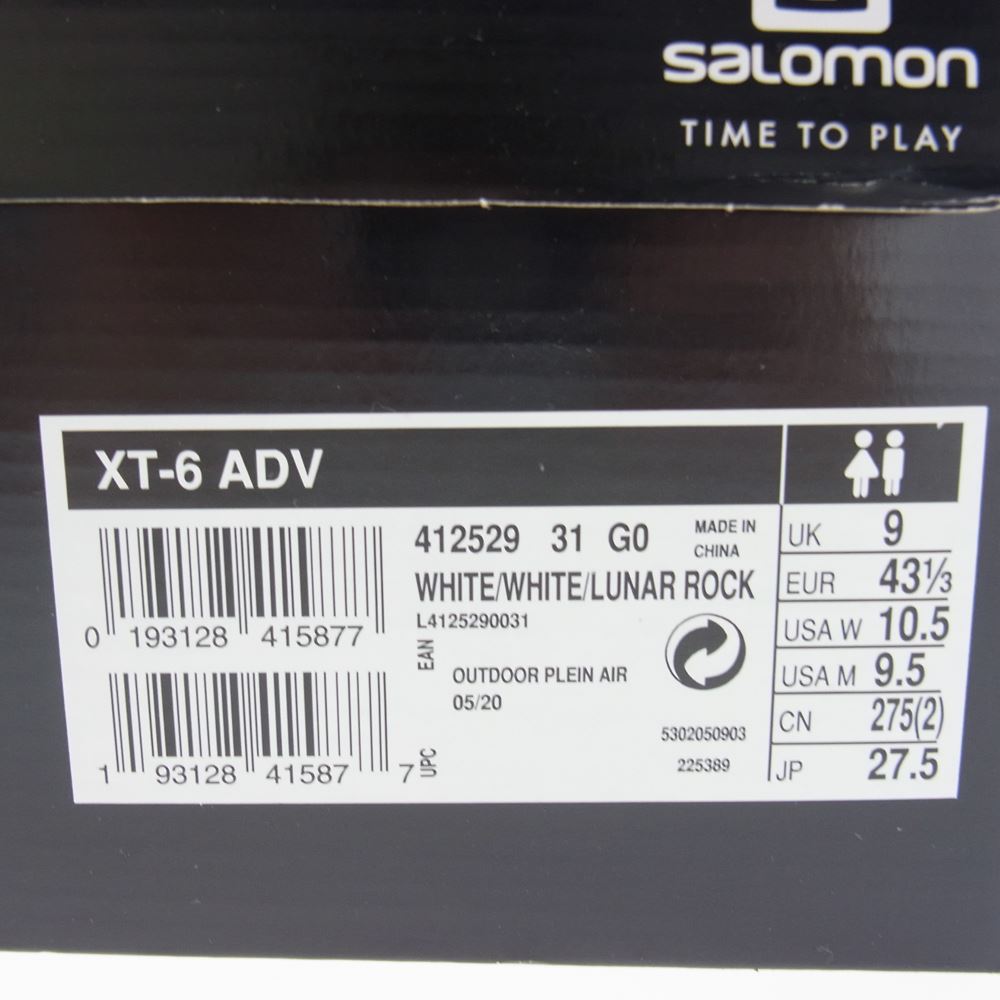 SALOMON
TIME TO PLAY
XT-6 ADV
412529 31 G0
MADE IN
CHINA
WHITE/WHITE/LUNAR ROCK
L4125290031
0 193128 415877
EAN
OUTDOOR PLEIN AIR
05/20
5302050903
225389
1 93128 41587 7
UPC
UK 9
EUR 43⅓
USA W 10.5
USA M 9.5
CN 275(2)
JP 27.5